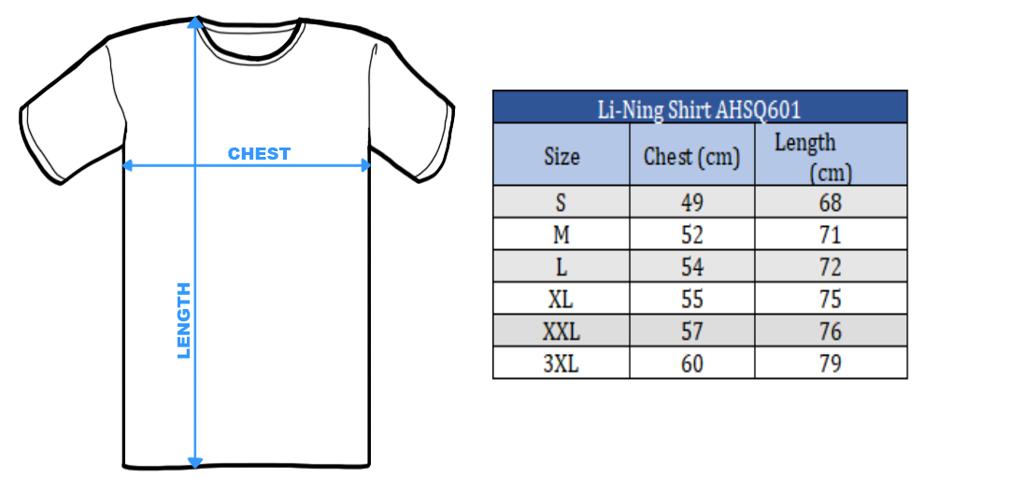 CHEST
LENGTH
Li-Ning Shirt AHSQ601
Size Chest (cm) Length (cm)
S 49 68
M 52 71
L 54 72
XL 55 75
XXL 57 76
3XL 60 79